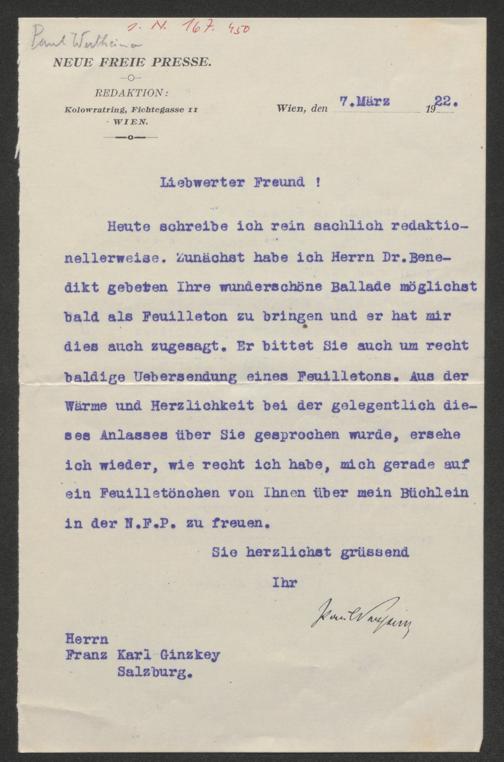 I. N. 167.450
Paul Wertheimer
NEUE FREIE PRESSE.
REDAKTION:
Kolowratring, Fichtegasse 11
WIEN.
Wien, den 7.März 1922.
Liebwerter Freund !
Heute schreibe ich rein sachlich redaktio-
nellerweise. Zunächst habe ich Herrn Dr.Bene-
dikt gebeten Ihre wunderschöne Ballade möglichst
bald als Feuilleton zu bringen und er hat mir
dies auch zugesagt. Er bittet Sie auch um recht
baldige Uebersendung eines Feuilletons. Aus der
Wärme und Herzlichkeit bei der gelegentlich die-
ses Anlasses über Sie gesprochen wurde, ersehe
ich wieder, wie recht ich habe, mich gerade auf
ein Feuilletönchen von Ihnen über mein Büchlein
in der N.F.P. zu freuen.
Sie herzlichst grüssend
Ihr
Paul Wertheimer
Herrn
Franz Karl Ginzkey
Salzburg.